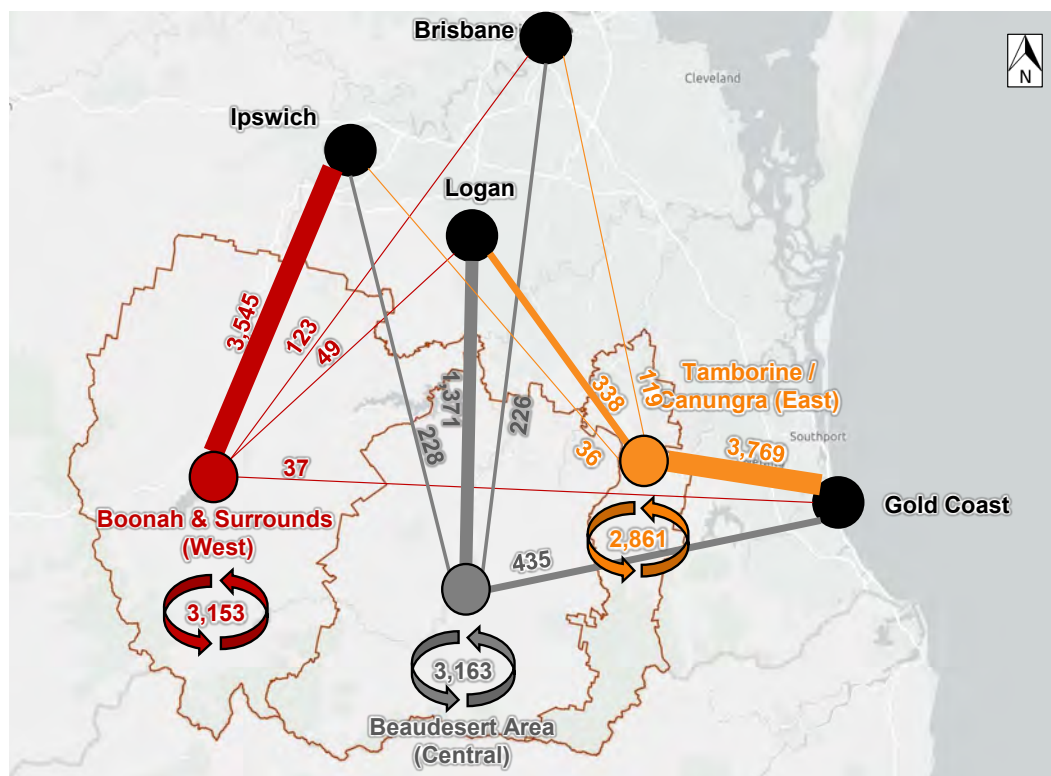 Brisbane
N
Cleveland
Ipswich
Logan
3,545
123
49
1,371
228
226
338
119
36
Tamborine /
Canungra (East)
Southport
3,769
37
Gold Coast
Boonah & Surrounds
(West)
2,861
435
3,153
3,163
Beaudesert Area
(Central)